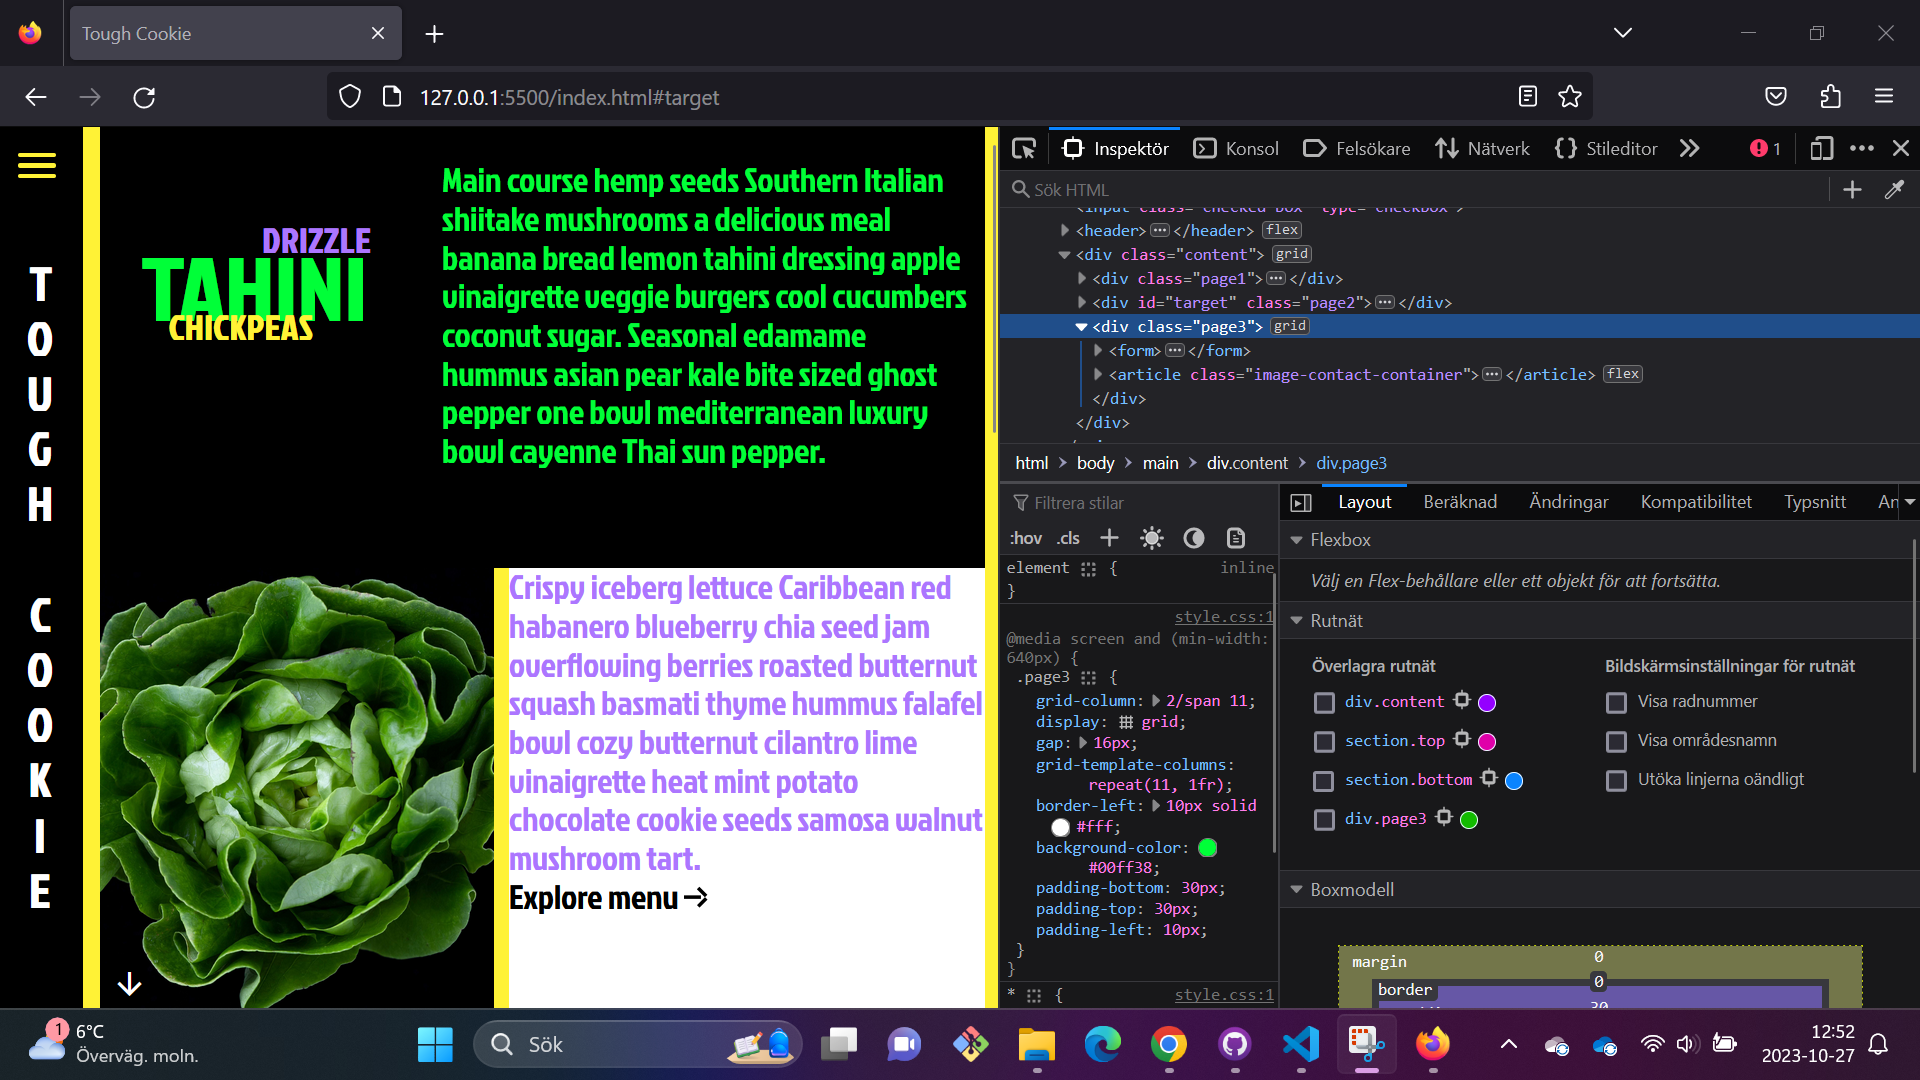 Tough Cookie
127.0.0.1:5500/index.html#target
T
O
U
G
H
C
O
O
K
I
E
DRIZZLE
TAHINI
CHICKPEAS
Main course hemp seeds Southern Italian
shiitake mushrooms a delicious meal
banana bread lemon tahini dressing apple
vinaigrette veggie burgers cool cucumbers
coconut sugar. Seasonal edamame
hummus asian pear kale bite sized ghost
pepper one bowl mediterranean luxury
bowl cayenne Thai sun pepper.
Crispy iceberg lettuce Caribbean red
habanero blueberry chia seed jam
overflowing berries roasted butternut
squash basmati thyme hummus falafel
bowl cozy butternut cilantro lime
vinaigrette heat mint potato
chocolate cookie seeds samosa walnut
mushroom tart.
Explore menu →
Inspektör Konsol Felsökare Nätverk Stileditor 1
Sök HTML
<input class="checked-box" type="checkbox">
<header></header> flex
<div class="content"> grid
<div class="page1"></div>
<div id="target" class="page2"></div>
<div class="page3"> grid
<form></form>
<article class="image-contact-container"></article> flex
</div>
</div>
html > body > main > div.content > div.page3
Filtrera stilar
:hov .cls
element { inline
}
style.css:1
@media screen and (min-width:
640px) {
.page3 {
grid-column: 2/span 11;
display: grid;
gap: 16px;
grid-template-columns:
repeat(11, 1fr);
border-left: 10px solid
#fff;
background-color:
#00ff38;
padding-bottom: 30px;
padding-top: 30px;
padding-left: 10px;
}
}
* { style.css:1
Layout Beräknad Ändringar Kompatibilitet Typsnitt An
Flexbox
Välj en Flex-behållare eller ett objekt för att fortsätta.
Rutnät
Överlagra rutnät
div.content
section.top
section.bottom
div.page3
Bildskärmsinställningar för rutnät
Visa radnummer
Visa områdesnamn
Utöka linjerna oändligt
Boxmodell
margin 0
border 0
30
1
6°C
Överväg. moln.
Sök
12:52
2023-10-27